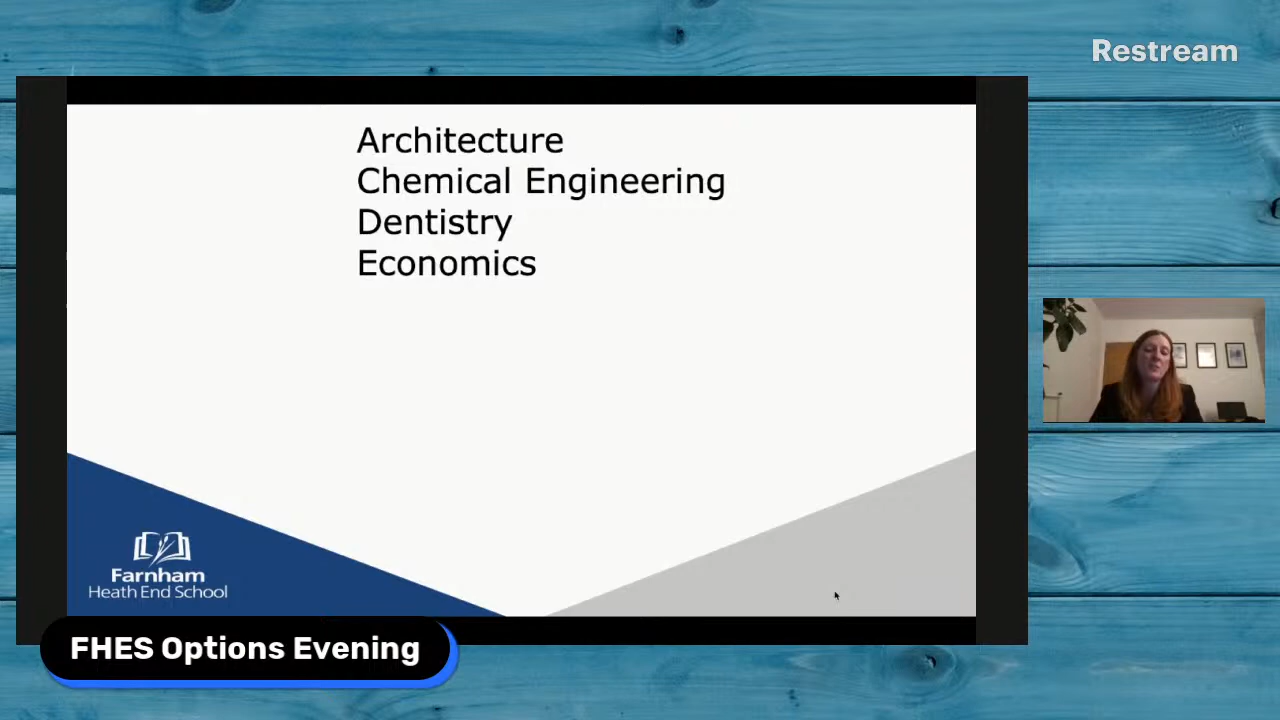 Restream
Architecture
Chemical Engineering
Dentistry
Economics
Farnham
Heath End School
FHES Options Evening